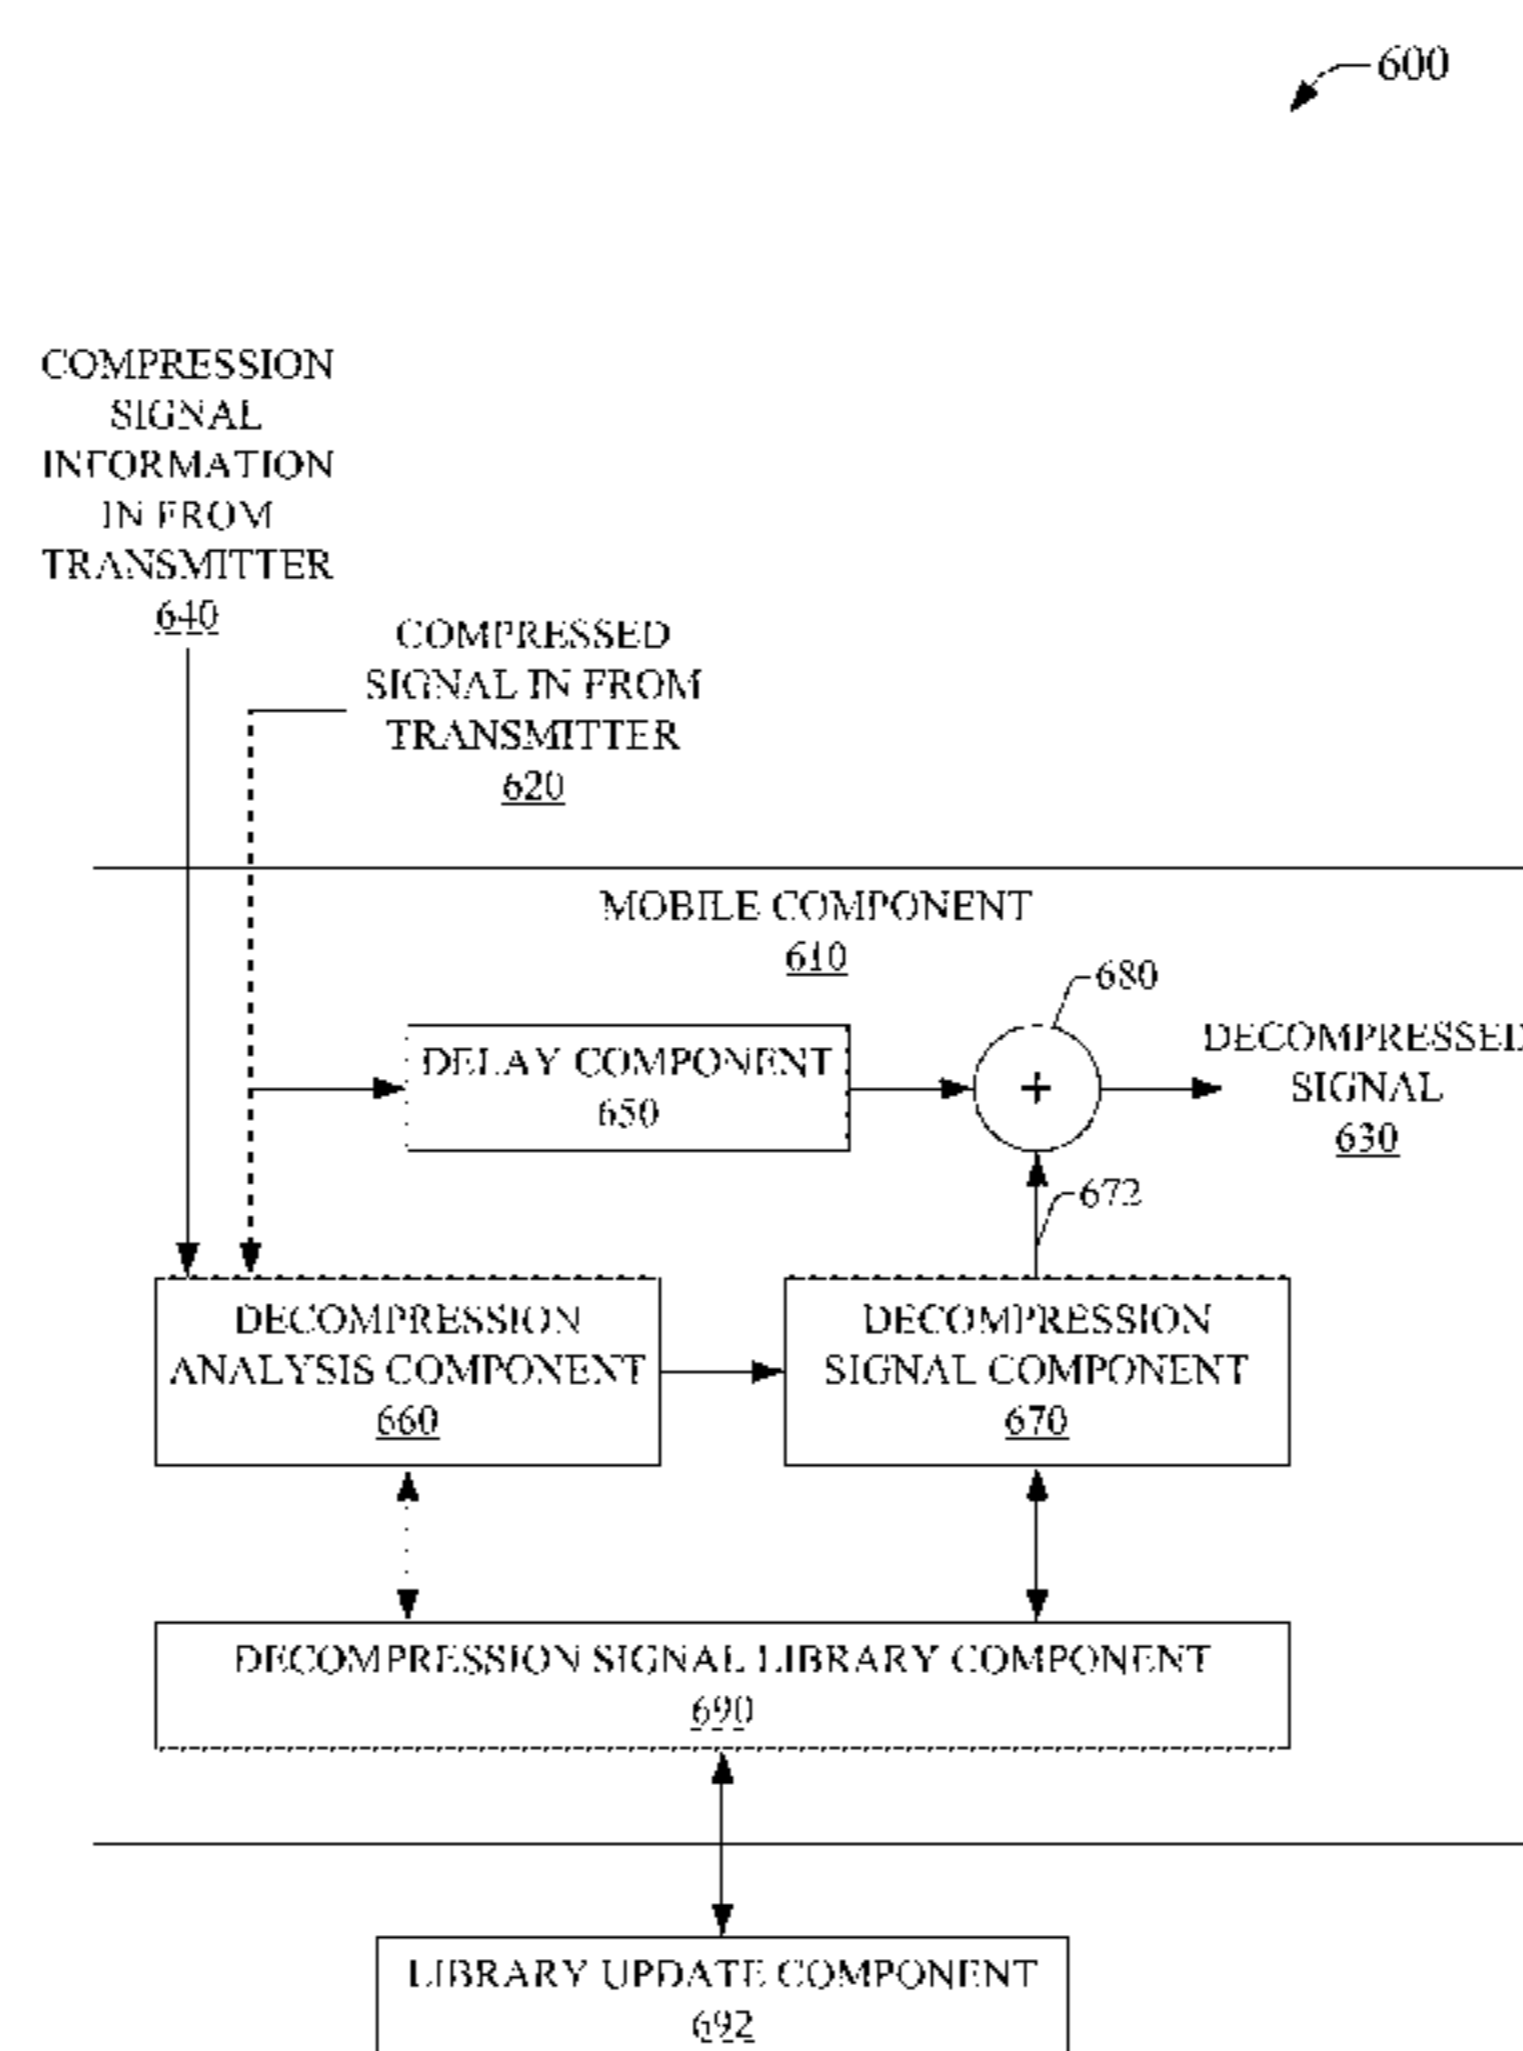 600
COMPRESSION
SIGNAL
INFORMATION
IN FROM
TRANSMITTER
640
COMPRESSED
SIGNAL IN FROM
TRANSMITTER
620
MOBILE COMPONENT
610
680
DELAY COMPONENT
650
+
DECOMPRESSED
SIGNAL
630
672
DECOMPRESSION
ANALYSIS COMPONENT
660
DECOMPRESSION
SIGNAL COMPONENT
670
DECOMPRESSION SIGNAL LIBRARY COMPONENT
690
LIBRARY UPDATE COMPONENT
692